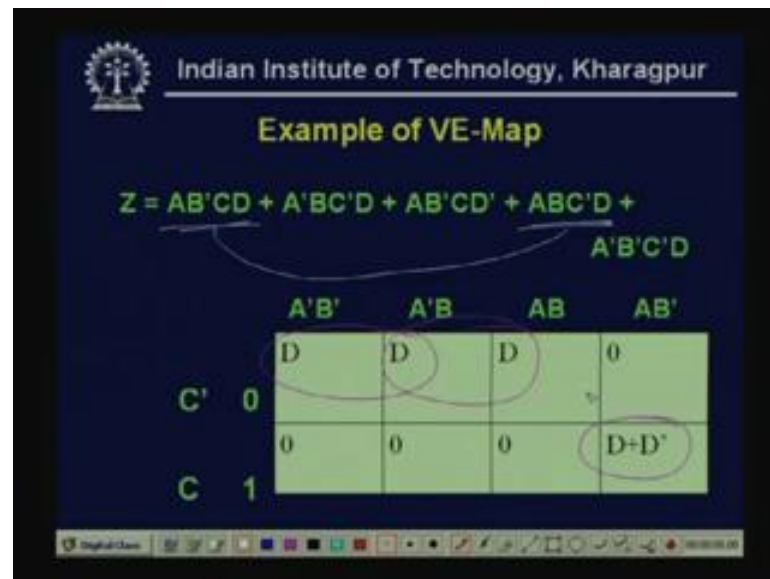 Indian Institute of Technology, Kharagpur
Example of VE-Map
Z = AB'CD + A'BC'D + AB'CD' + ABC'D +
A'B'C'D
A'B' A'B AB AB'
C' 0 D D D 0
C 1 0 0 0 D+D'